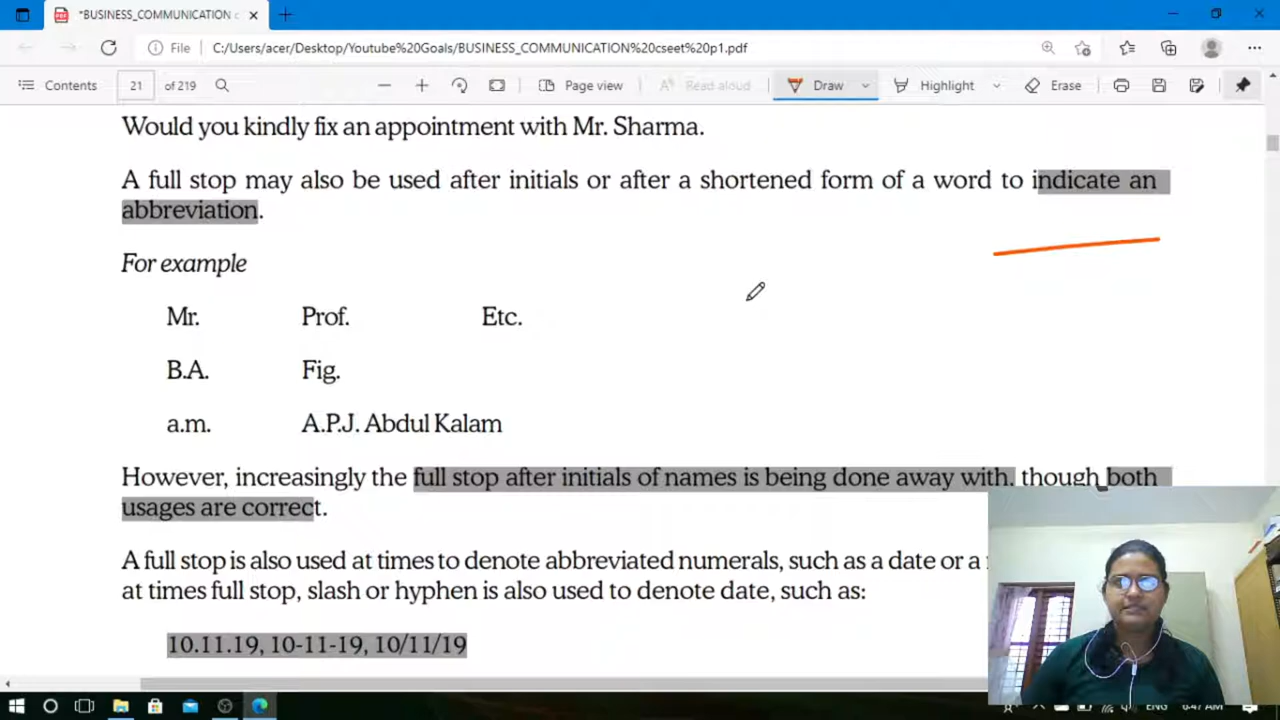 *BUSINESS_COMMUNICATION c
File C:/Users/acer/Desktop/Youtube%20Goals/BUSINESS_COMMUNICATION%20cseet%20p1.pdf
Contents 21 of 219 Page view Read aloud Draw Highlight Erase
Would you kindly fix an appointment with Mr. Sharma.
A full stop may also be used after initials or after a shortened form of a word to indicate an
abbreviation.
For example
Mr. Prof. Etc.
B.A. Fig.
a.m. A.P.J. Abdul Kalam
However, increasingly the full stop after initials of names is being done away with, though both
usages are correct.
A full stop is also used at times to denote abbreviated numerals, such as a date or a
at times full stop, slash or hyphen is also used to denote date, such as:
10.11.19, 10-11-19, 10/11/19
ENG 6:47 AM